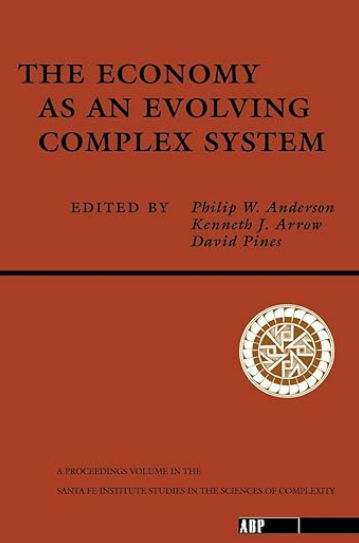 THE ECONOMY
AS AN EVOLVING
COMPLEX SYSTEM
EDITED BY Philip W. Anderson
Kenneth J. Arrow
David Pines
A PROCEEDINGS VOLUME IN THE
SANTA FE INSTITUTE STUDIES IN THE SCIENCES OF COMPLEXITY
ABP